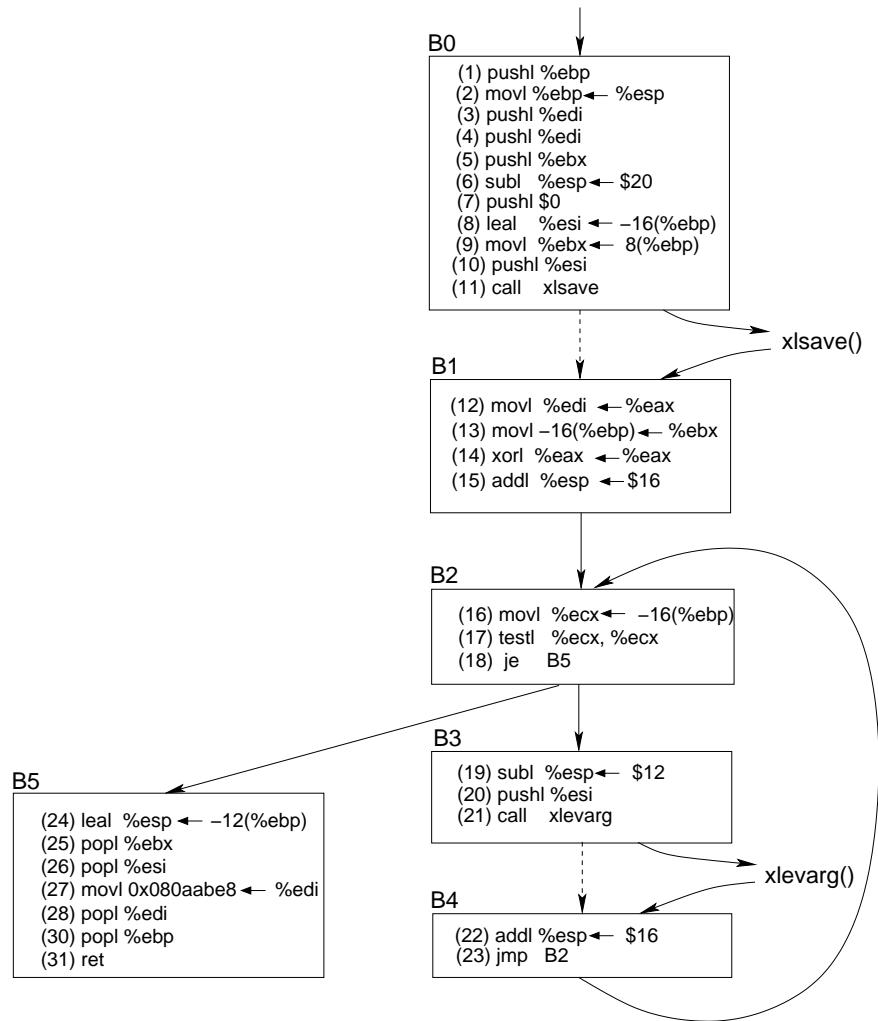 B0
(1) pushl %ebp
(2) movl %ebp ← %esp
(3) pushl %edi
(4) pushl %edi
(5) pushl %ebx
(6) subl %esp ← $20
(7) pushl $0
(8) leal %esi ← −16(%ebp)
(9) movl %ebx ← 8(%ebp)
(10) pushl %esi
(11) call xlsave
xlsave()
B1
(12) movl %edi ← %eax
(13) movl −16(%ebp) ← %ebx
(14) xorl %eax ← %eax
(15) addl %esp ← $16
B2
(16) movl %ecx ← −16(%ebp)
(17) testl %ecx, %ecx
(18) je B5
B3
(19) subl %esp ← $12
(20) pushl %esi
(21) call xlevarg
xlevarg()
B4
(22) addl %esp ← $16
(23) jmp B2
B5
(24) leal %esp ← −12(%ebp)
(25) popl %ebx
(26) popl %esi
(27) movl 0x080aabe8 ← %edi
(28) popl %edi
(30) popl %ebp
(31) ret